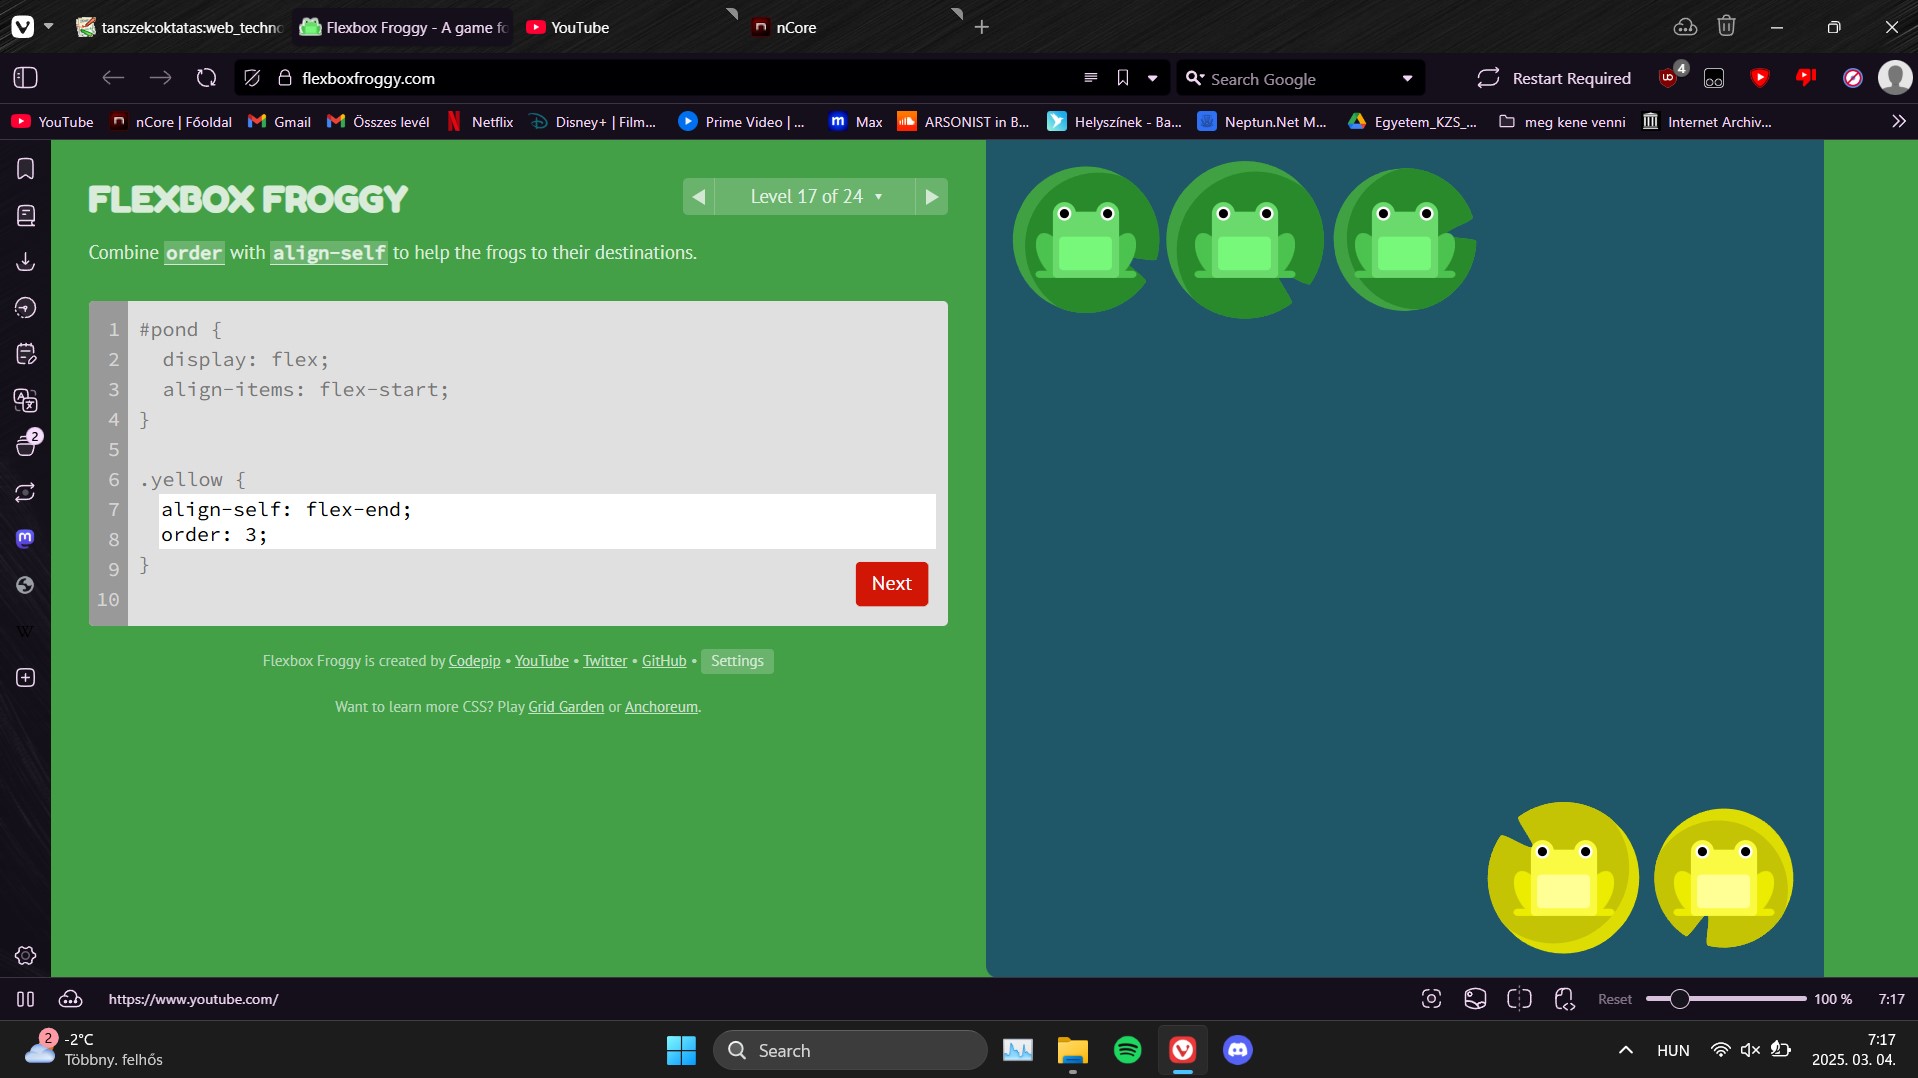 tanszek:oktatas:web_techno
Flexbox Froggy - A game fo
YouTube
nCore
flexboxfroggy.com
Search Google
Restart Required
4
YouTube
nCore | Főoldal
Gmail
Összes levél
Netflix
Disney+ | Film...
Prime Video | ...
Max
ARSONIST in B...
Helyszínek - Ba...
Neptun.Net M...
Egyetem_KZS_...
meg kene venni
Internet Archiv...
2
FLEXBOX FROGGY
Level 17 of 24
Combine order with align-self to help the frogs to their destinations.
1 #pond {
2 display: flex;
3 align-items: flex-start;
4 }
5
6 .yellow {
7 align-self: flex-end;
8 order: 3;
9 }
10
Next
Flexbox Froggy is created by Codepip • YouTube • Twitter • GitHub • Settings
Want to learn more CSS? Play Grid Garden or Anchoreum.
https://www.youtube.com/
Reset
100 %
7:17
2
-2°C
Többny. felhős
Search
HUN
7:17
2025. 03. 04.